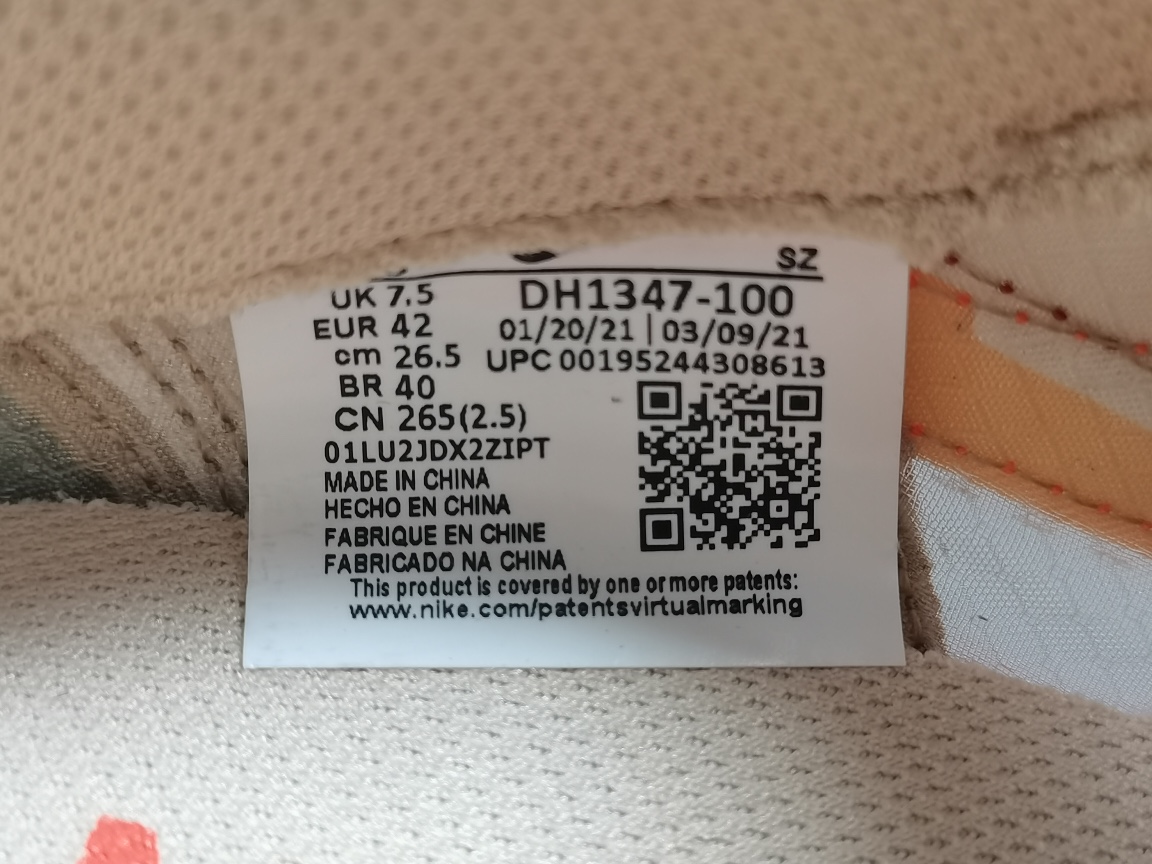 SZ
UK 7.5
DH1347-100
EUR 42
01/20/21 | 03/09/21
cm 26.5
UPC 00195244308613
BR 40
CN 265(2.5)
01LU2JDX2ZIPT
MADE IN CHINA
HECHO EN CHINA
FABRIQUE EN CHINE
FABRICADO NA CHINA
This product is covered by one or more patents:
www.nike.com/patentsvirtualmarking